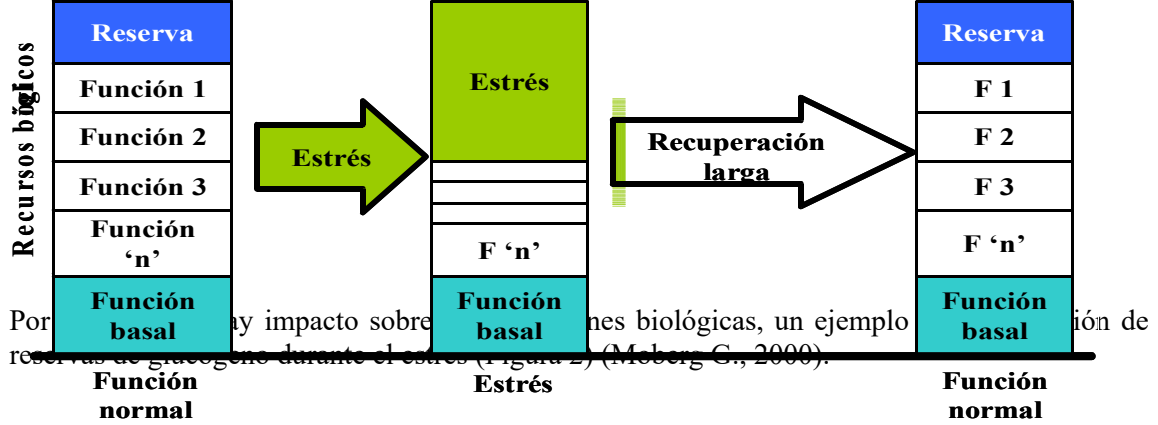 Recursos
Reserva
Función 1
Función 2
Función 3
Función
‘n’
Función
basal
Función
normal
Estrés
Estrés
F ‘n’
Función
basal
Estrés
Recuperación
larga
Reserva
F 1
F 2
F 3
F ‘n’
Función
basal
Función
normal
Por ay impacto sobre nes biológicas, un ejemplo ión de
reservas de glucógeno durante el estrés (Figura 2) (Moberg G., 2000).